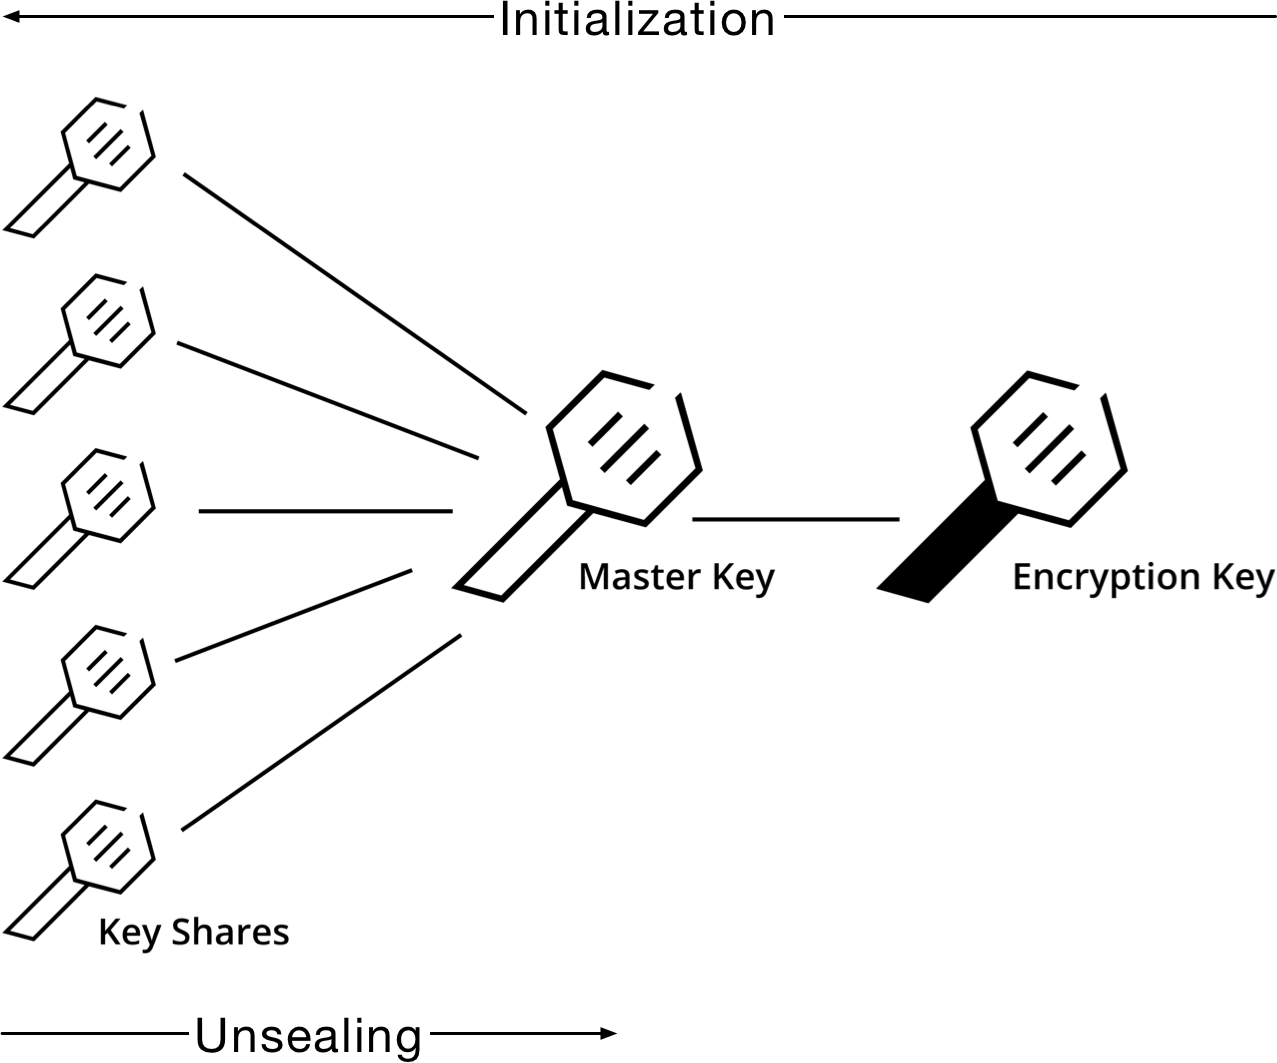 Initialization
Master Key
Encryption Key
Key Shares
Unsealing